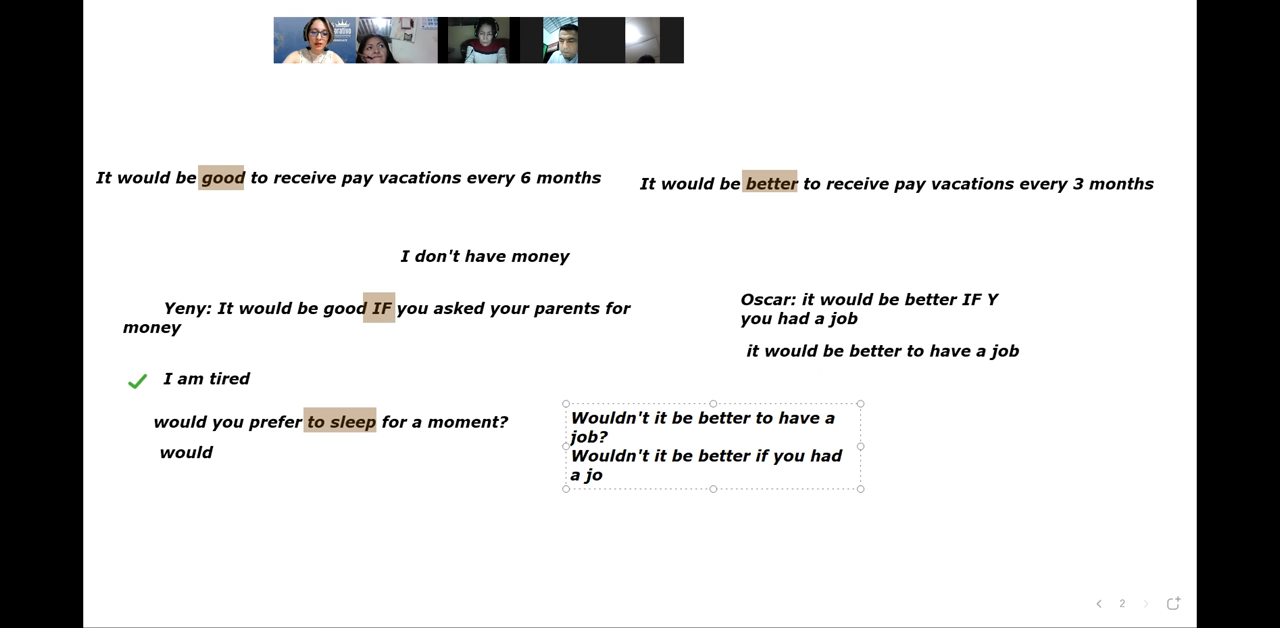 It would be good to receive pay vacations every 6 months
It would be better to receive pay vacations every 3 months
I don't have money
Yeny: It would be good IF you asked your parents for
money
Oscar: it would be better IF Y
you had a job
it would be better to have a job
I am tired
would you prefer to sleep for a moment?
would
Wouldn't it be better to have a
job?
Wouldn't it be better if you had
a jo
2